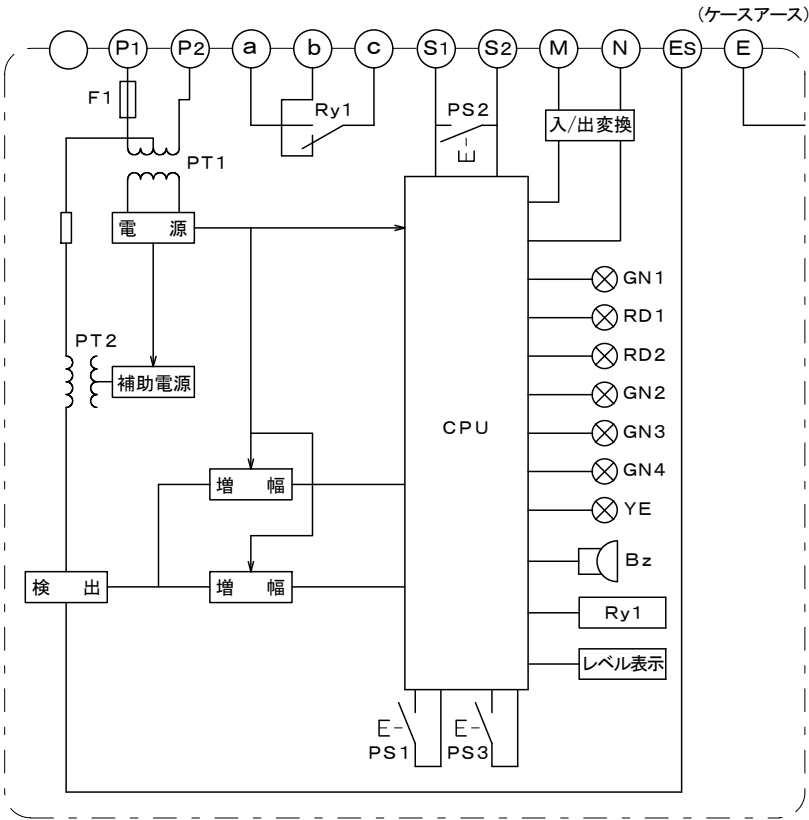 (ケースアース)
P1 P2 a b c S1 S2 M N Es E
F1
Ry1
PS2
E
入/出変換
PT1
電 源
GN1
RD1
PT2
RD2
補助電源
GN2
CPU
GN3
GN4
増 幅
YE
Bz
検 出
増 幅
Ry1
レベル表示
E
PS1
E
PS3